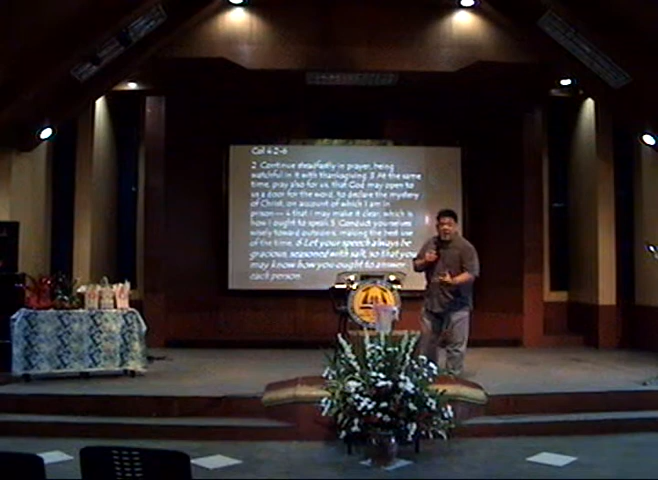 Col 4:2-6
2 Continue steadfastly in prayer, being
watchful in it with thanksgiving. 3 At the same
time, pray also for us, that God may open to
us a door for the word, to declare the mystery
of Christ, on account of which I am in
prison— 4 that I may make it clear, which is
how I ought to speak. 5 Conduct yourselves
wisely toward outsiders, making the best use
of the time. 6 Let your speech always be
gracious, seasoned with salt, so that you
may know how you ought to answer
each person.